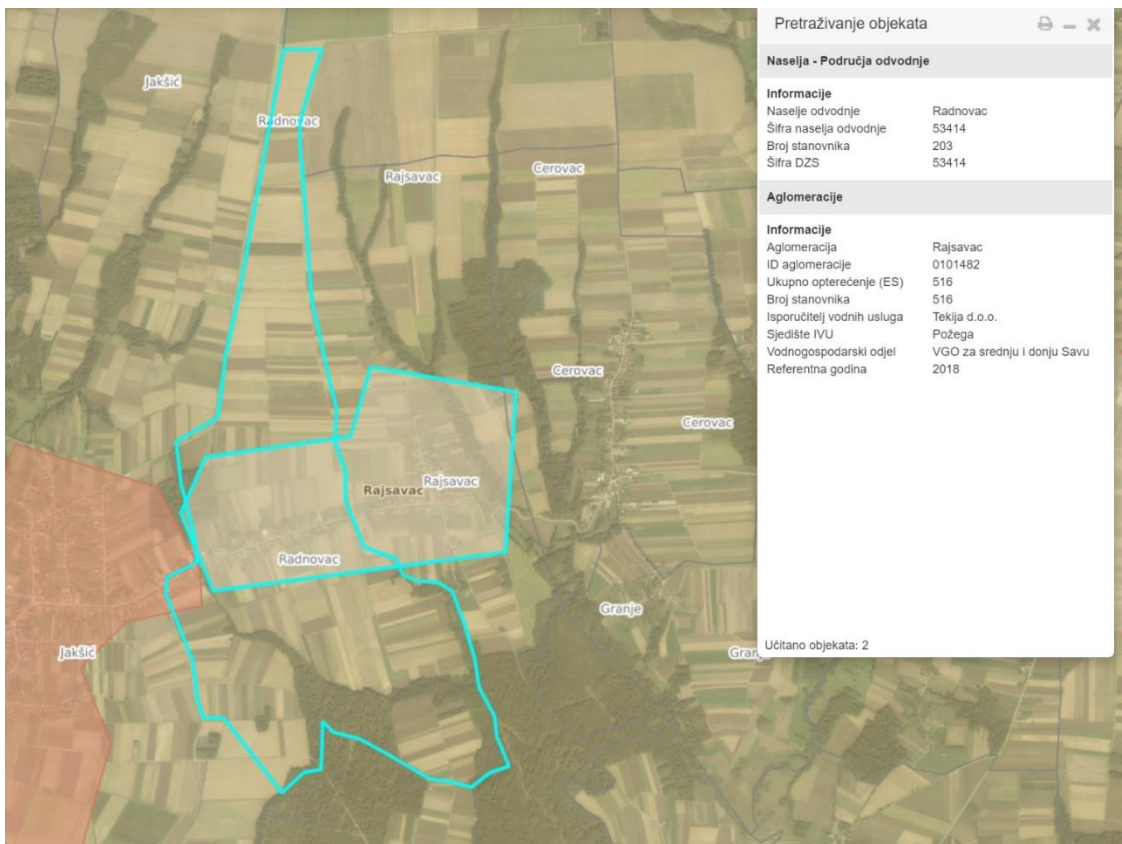 Pretraživanje objekata
Naselja - Područja odvodnje
Informacije
Naselje odvodnje Radnovac
Šifra naselja odvodnje 53414
Broj stanovnika 203
Šifra DZS 53414
Aglomeracije
Informacije
Aglomeracija Rajsavac
ID aglomeracije 0101482
Ukupno opterećenje (ES) 516
Broj stanovnika 516
Isporučitelj vodnih usluga Tekija d.o.o.
Sjedište IVU Požega
Vodnogospodarski odjel VGO za srednju i donju Savu
Referentna godina 2018
Učitano objekata: 2
Jakšić
Radnovac
Rajsavac
Cerovac
Cerovac
Cerovac
Rajsavac
Rajsavac
Radnovac
Granje
Jakšić
Gran